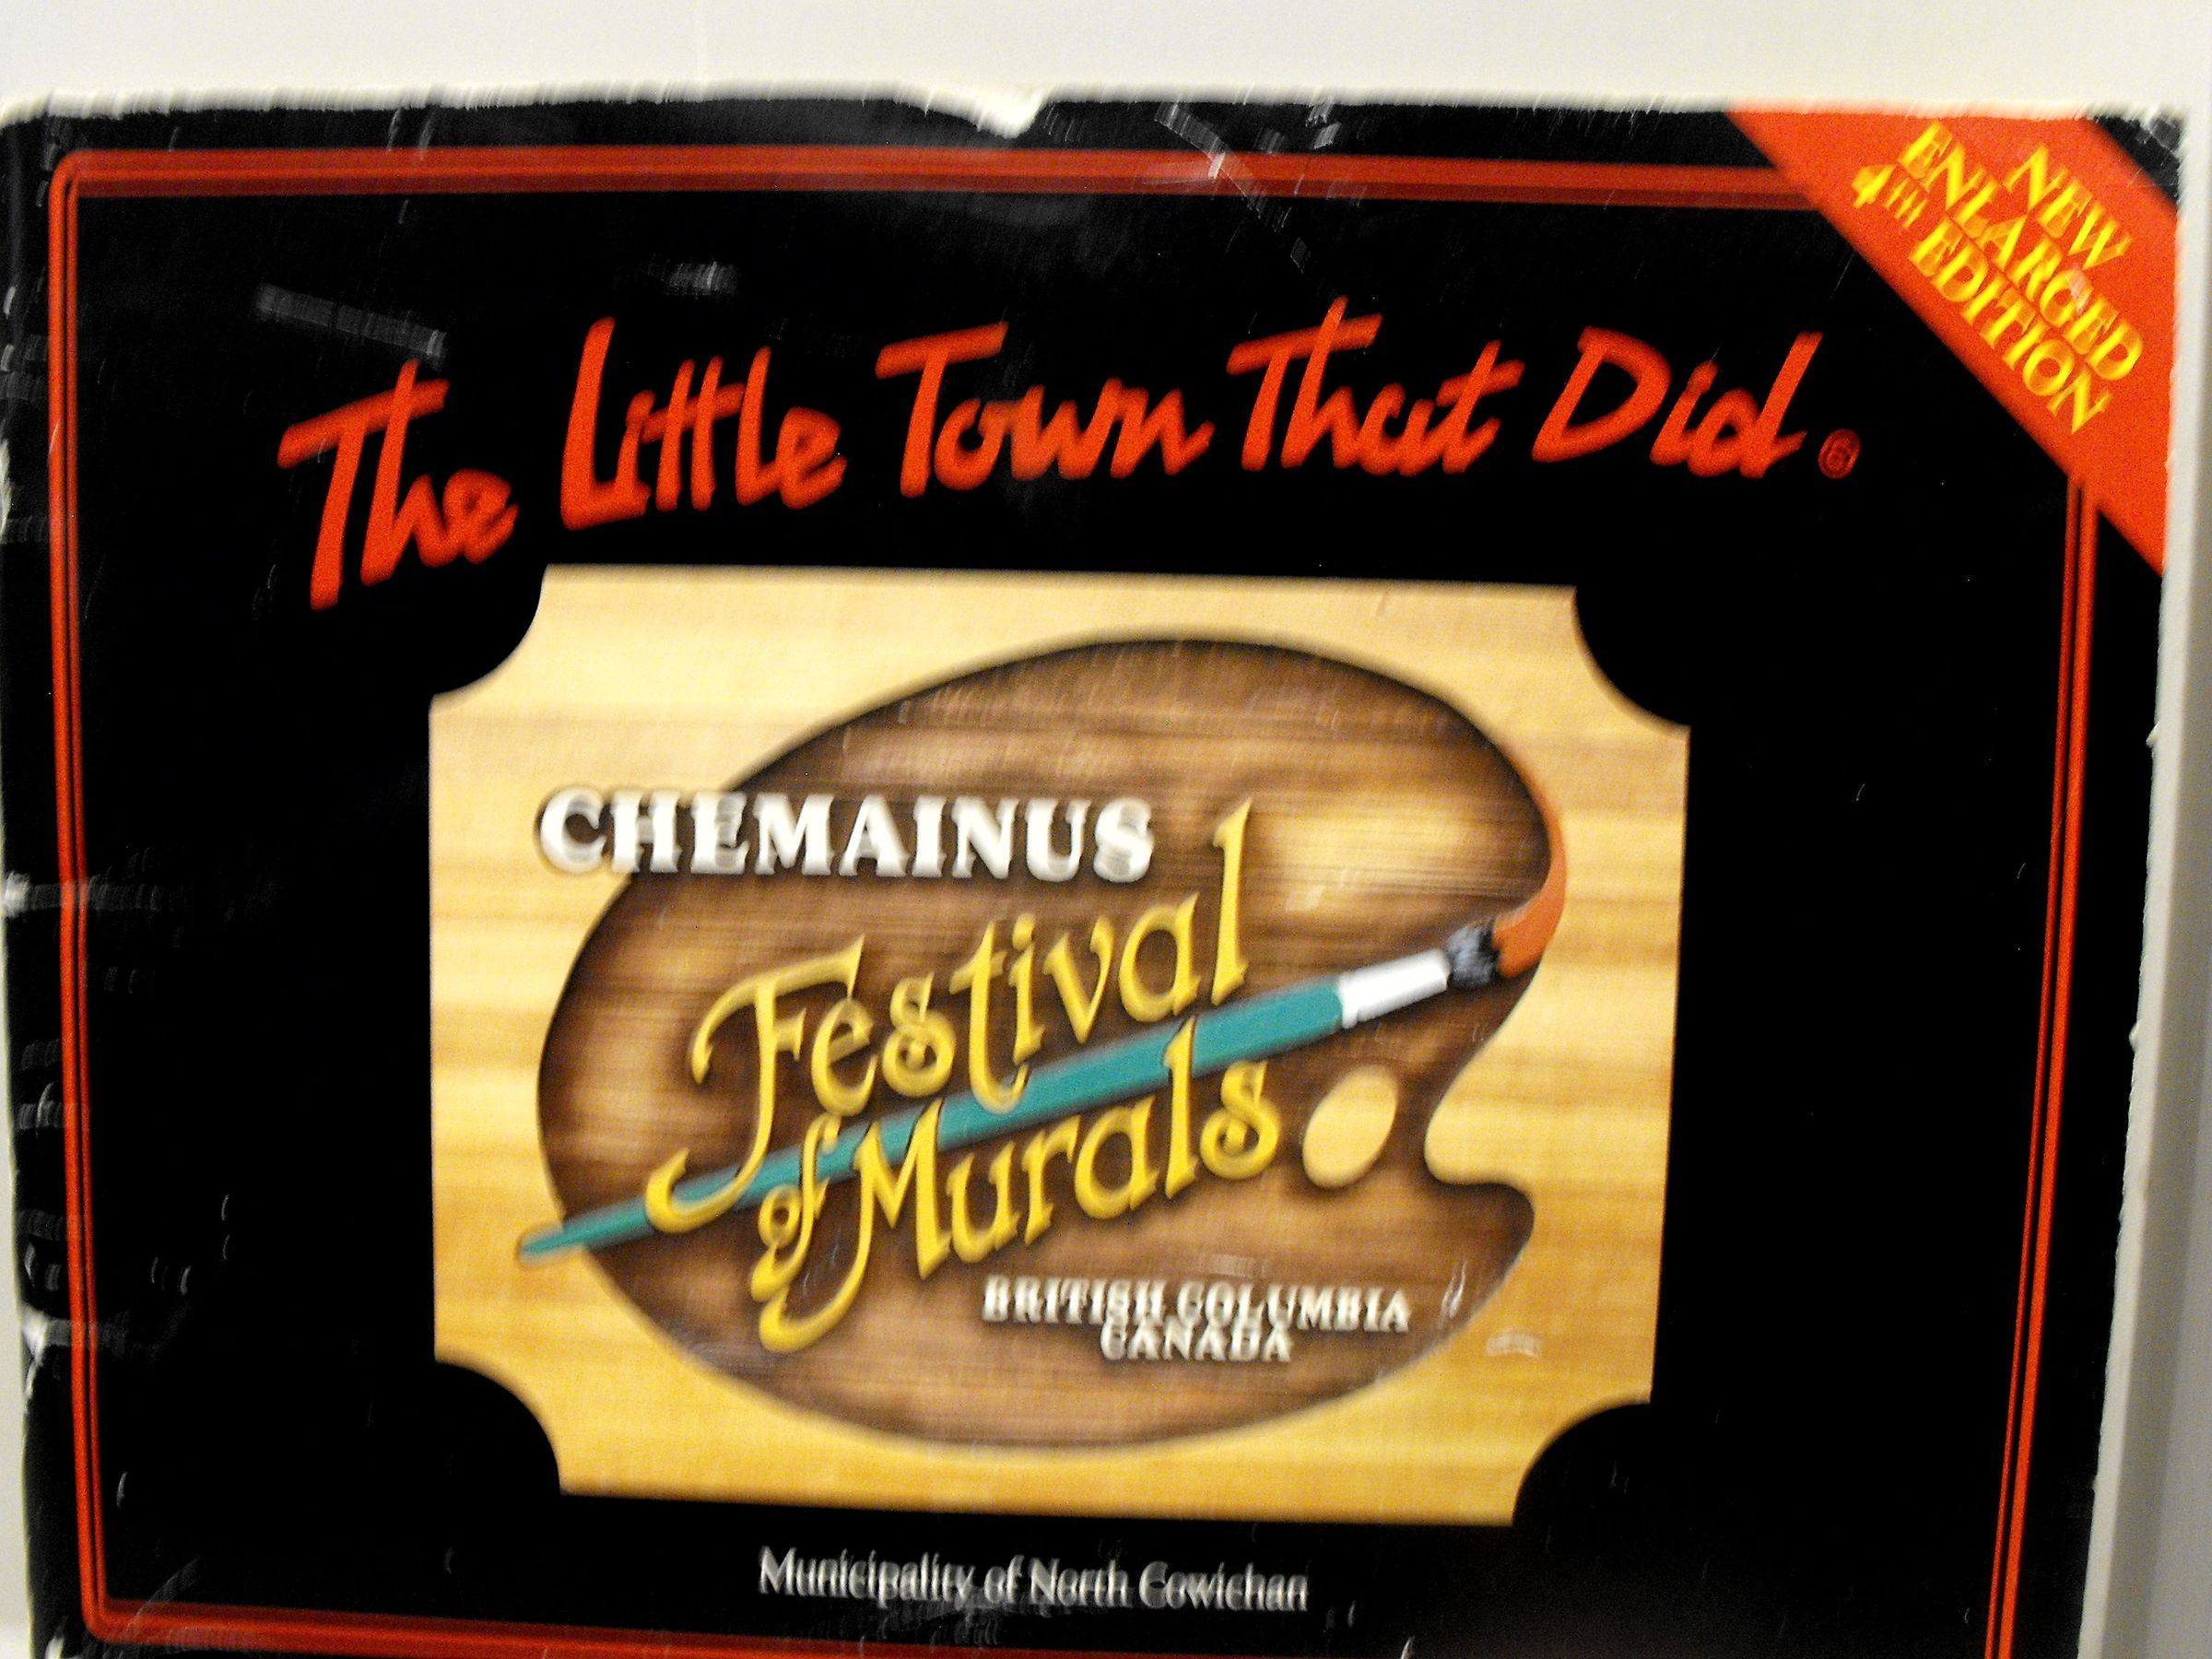 NEW
ENLARGED
4TH EDITION
The Little Town That Did®
CHEMAINUS
Festival
of Murals
BRITISH COLUMBIA
CANADA
Municipality of North Cowichan